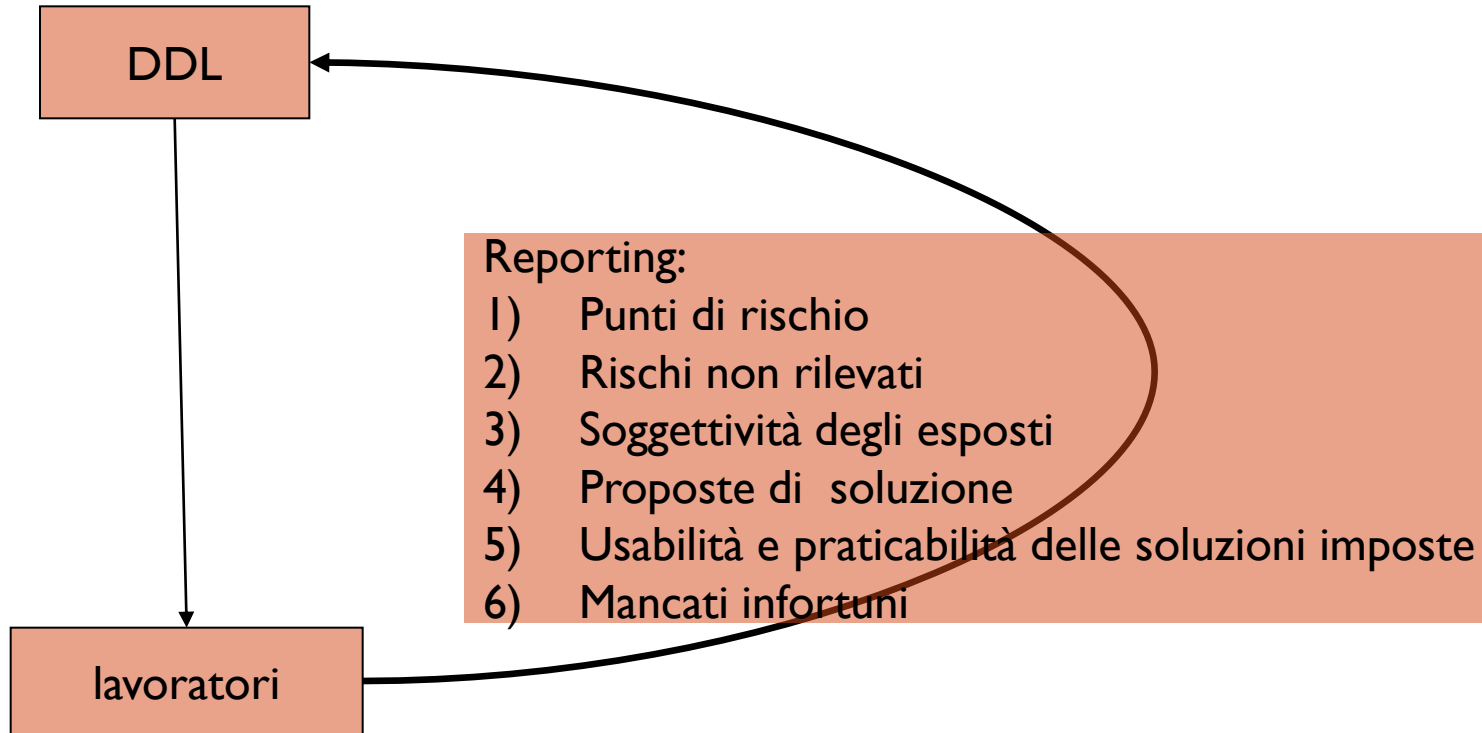 DDL
Reporting:
1) Punti di rischio
2) Rischi non rilevati
3) Soggettività degli esposti
4) Proposte di soluzione
5) Usabilità e praticabilità delle soluzioni imposte
6) Mancati infortuni
lavoratori